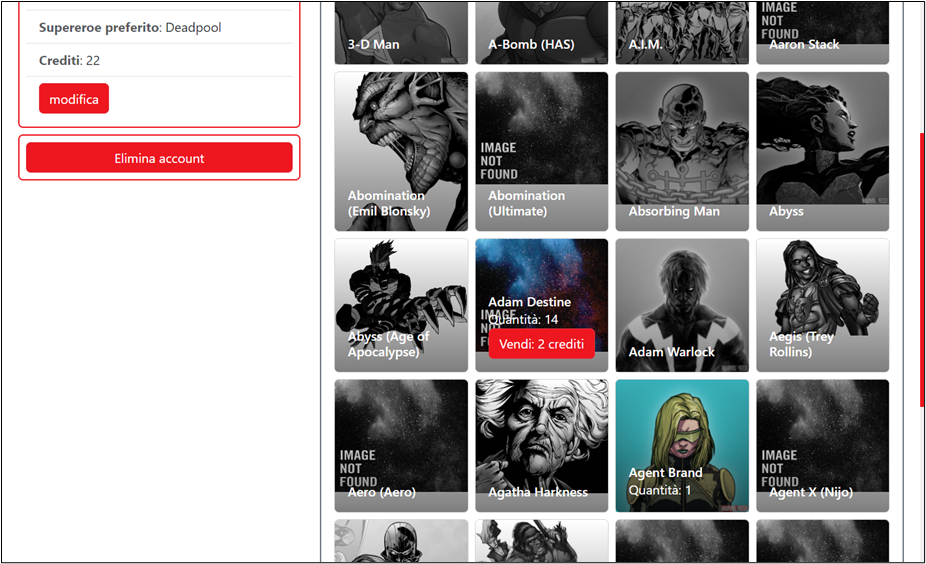 Supereroe preferito: Deadpool
Crediti: 22
modifica
Elimina account
3-D Man
A-Bomb (HAS)
A.I.M.
IMAGE
NOT
FOUND
Aaron Stack
Abomination
(Emil Blonsky)
IMAGE
NOT
FOUND
Abomination
(Ultimate)
Absorbing Man
Abyss
Abyss (Age of
Apocalypse)
Adam Destine
IMAGE
Quantità: 14
NOT
Vendi: 2 crediti
Adam Warlock
Aegis (Trey
Rollins)
IMAGE
NOT
FOUND
Aero (Aero)
Agatha Harkness
Agent Brand
Quantità: 1
IMAGE
NOT
FOUND
Agent X (Nijo)